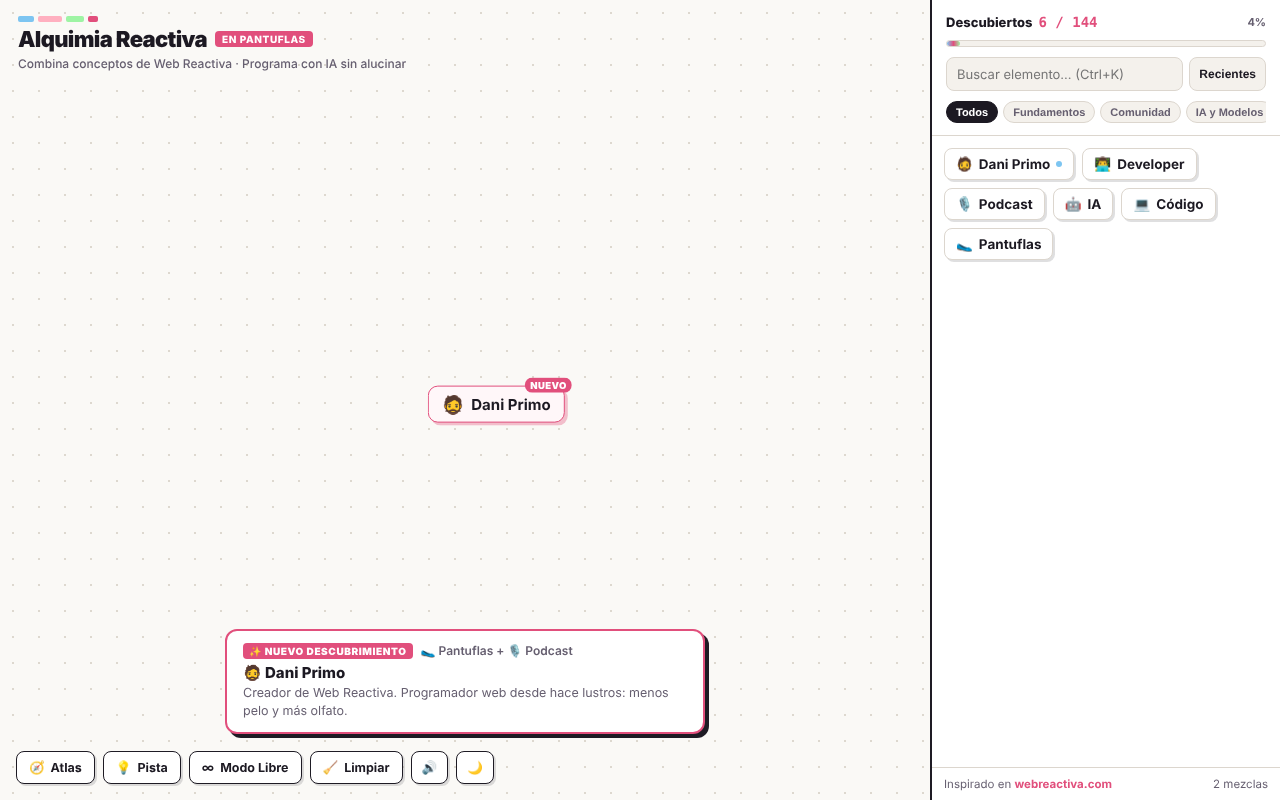 Alquimia Reactiva EN PANTUFLAS
Combina conceptos de Web Reactiva · Programa con IA sin alucinar
NUEVO
Dani Primo
NUEVO DESCUBRIMIENTO Pantuflas + Podcast
Dani Primo
Creador de Web Reactiva. Programador web desde hace lustros: menos
pelo y más olfato.
Atlas Pista ∞ Modo Libre Limpiar
Descubiertos 6 / 144 4%
Buscar elemento... (Ctrl+K) Recientes
Todos Fundamentos Comunidad IA y Modelos
Dani Primo Developer
Podcast IA Código
Pantuflas
Inspirado en webreactiva.com 2 mezclas